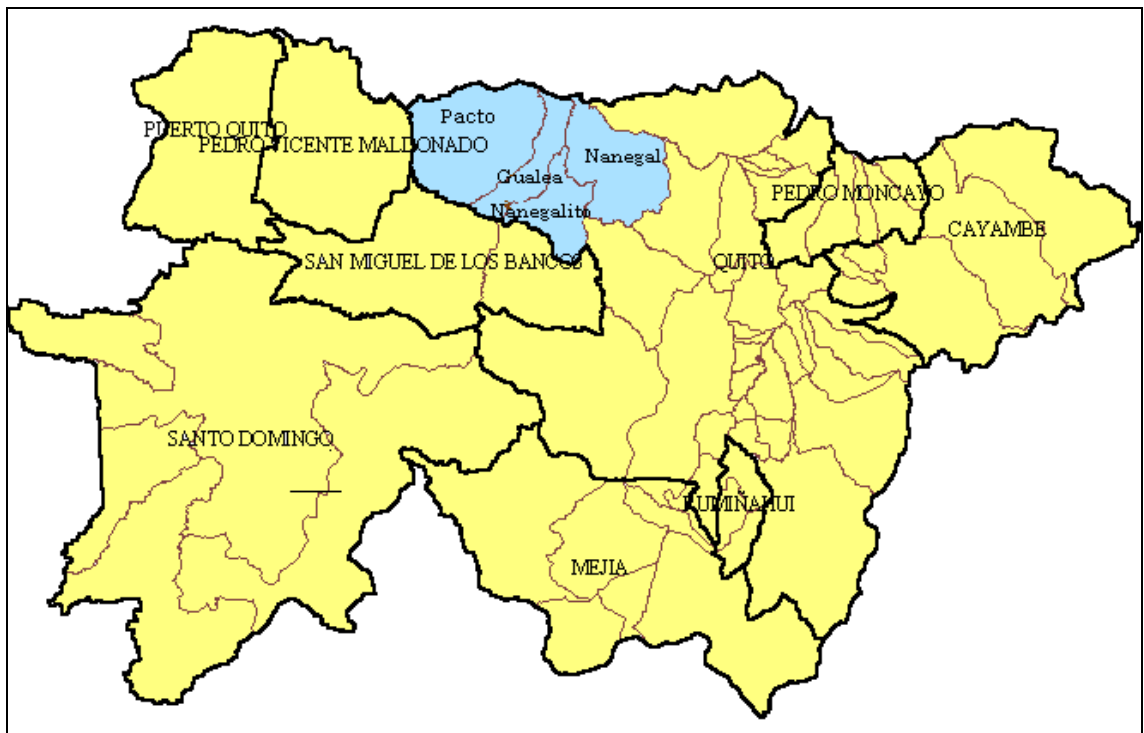 Pacto
PUERTO QUITO
PEDRO VICENTE MALDONADO
Nanegal
Gualea
PEDRO MONCAYO
Nanegalito
CAYAMBE
SAN MIGUEL DE LOS BANCOS
QUITO
SANTO DOMINGO
RUMIÑAHUI
MEJIA